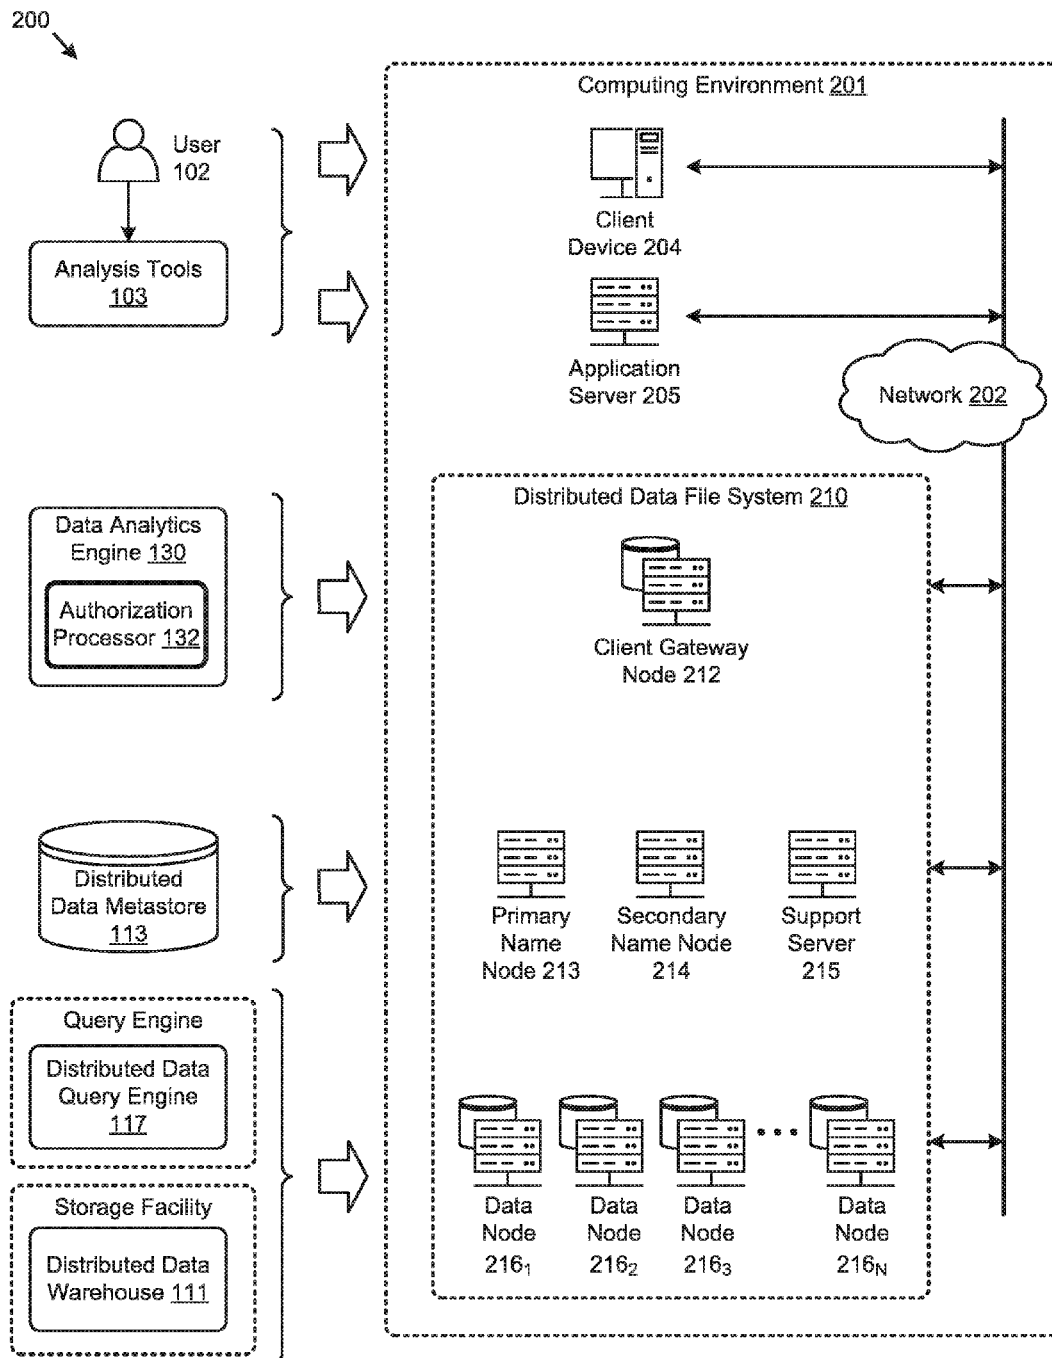 200
Computing Environment 201
User
102
Client
Device 204
Analysis Tools
103
Application
Server 205
Network 202
Distributed Data File System 210
Data Analytics
Engine 130
Authorization
Processor 132
Client Gateway
Node 212
Distributed
Data Metastore
113
Primary
Name
Node 213
Secondary
Name Node
214
Support
Server
215
Query Engine
Distributed Data
Query Engine
117
Storage Facility
Distributed Data
Warehouse 111
Data
Node
216₁
Data
Node
216₂
Data
Node
216₃
Data
Node
216_N